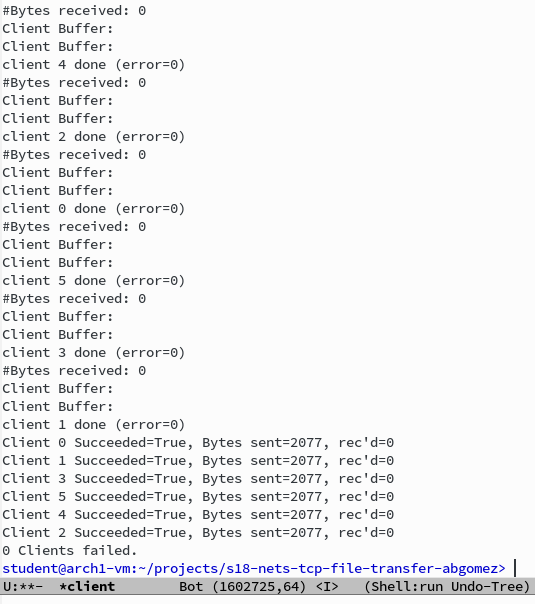 #Bytes received: 0
Client Buffer:
Client Buffer:
client 4 done (error=0)
#Bytes received: 0
Client Buffer:
Client Buffer:
client 2 done (error=0)
#Bytes received: 0
Client Buffer:
Client Buffer:
client 0 done (error=0)
#Bytes received: 0
Client Buffer:
Client Buffer:
client 5 done (error=0)
#Bytes received: 0
Client Buffer:
Client Buffer:
client 3 done (error=0)
#Bytes received: 0
Client Buffer:
Client Buffer:
client 1 done (error=0)
Client 0 Succeeded=True, Bytes sent=2077, rec'd=0
Client 1 Succeeded=True, Bytes sent=2077, rec'd=0
Client 3 Succeeded=True, Bytes sent=2077, rec'd=0
Client 5 Succeeded=True, Bytes sent=2077, rec'd=0
Client 4 Succeeded=True, Bytes sent=2077, rec'd=0
Client 2 Succeeded=True, Bytes sent=2077, rec'd=0
0 Clients failed.
student@arch1-vm:~/projects/s18-nets-tcp-file-transfer-abgomez>
U:**-  *client       Bot (1602725,64) <I>   (Shell:run Undo-Tree)